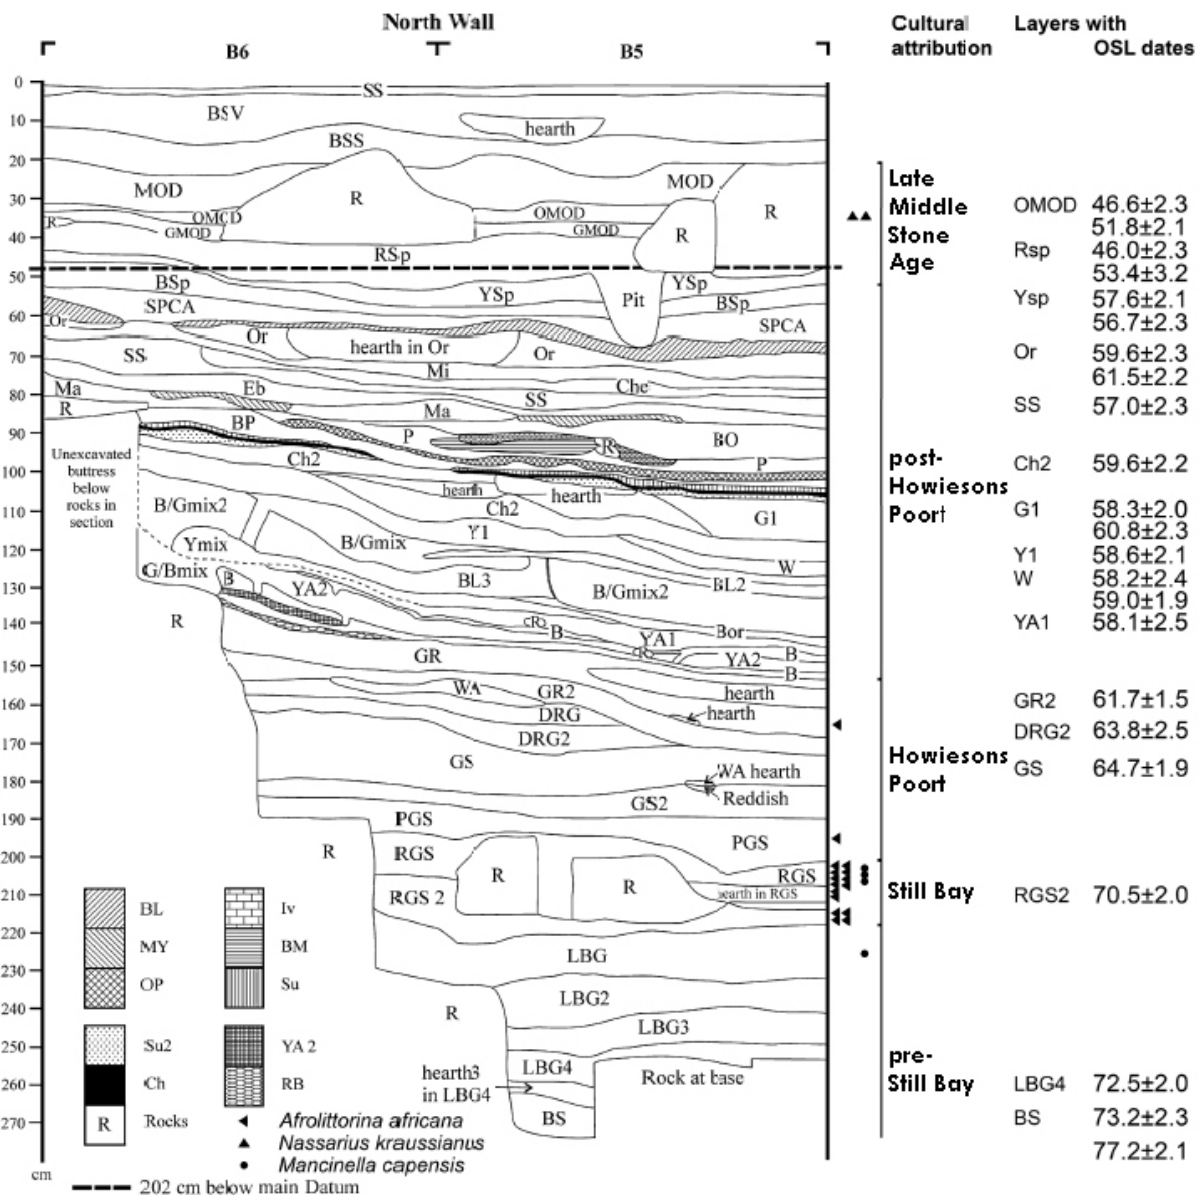 North Wall
B6
B5
Cultural attribution
Layers with OSL dates
0
10
20
30
40
50
60
70
80
90
100
110
120
130
140
150
160
170
180
190
200
210
220
230
240
250
260
270
cm
SS
BSV
hearth
BSS
MOD
MOD
R
R
OMOD
OMOD
R
GMOD
GMOD
R
RSp
BSp
YSp
YSp
Pit
BSp
SPCA
SPCA
Or
Or
hearth in Or
Or
SS
Mi
Che
Ma
Eb
SS
R
Ma
BP
P
R
BO
P
Unexcavated
buttress
below
rocks in
section
Ch2
hearth
hearth
Ch2
G1
B/Gmix2
Y1
Ymix
B/Gmix
W
G/Bmix
B
YA2
BL3
B/Gmix2
BL2
R
R
B
YA1
Bor
R
YA2
B
B
GR
WA
GR2
hearth
hearth
DRG
DRG2
GS
WA hearth
Reddish
GS2
PGS
PGS
R
RGS
R
R
RGS
hearth in RGS
RGS 2
LBG
LBG2
R
LBG3
LBG4
Rock at base
hearth3
in LBG4
BS
BL
MY
OP
Su2
Ch
R Rocks
Iv
BM
Su
YA 2
RB
Afrolittorina africana
Nassarius kraussianus
Mancinella capensis
202 cm below main Datum
Late
Middle
Stone
Age
post-
Howiesons
Poort
Howiesons
Poort
Still Bay
pre-
Still Bay
OMOD 46.6±2.3
51.8±2.1
Rsp 46.0±2.3
53.4±3.2
Ysp 57.6±2.1
56.7±2.3
Or 59.6±2.3
61.5±2.2
SS 57.0±2.3
Ch2 59.6±2.2
G1 58.3±2.0
60.8±2.3
Y1 58.6±2.1
W 58.2±2.4
59.0±1.9
YA1 58.1±2.5
GR2 61.7±1.5
DRG2 63.8±2.5
GS 64.7±1.9
RGS2 70.5±2.0
LBG4 72.5±2.0
BS 73.2±2.3
77.2±2.1